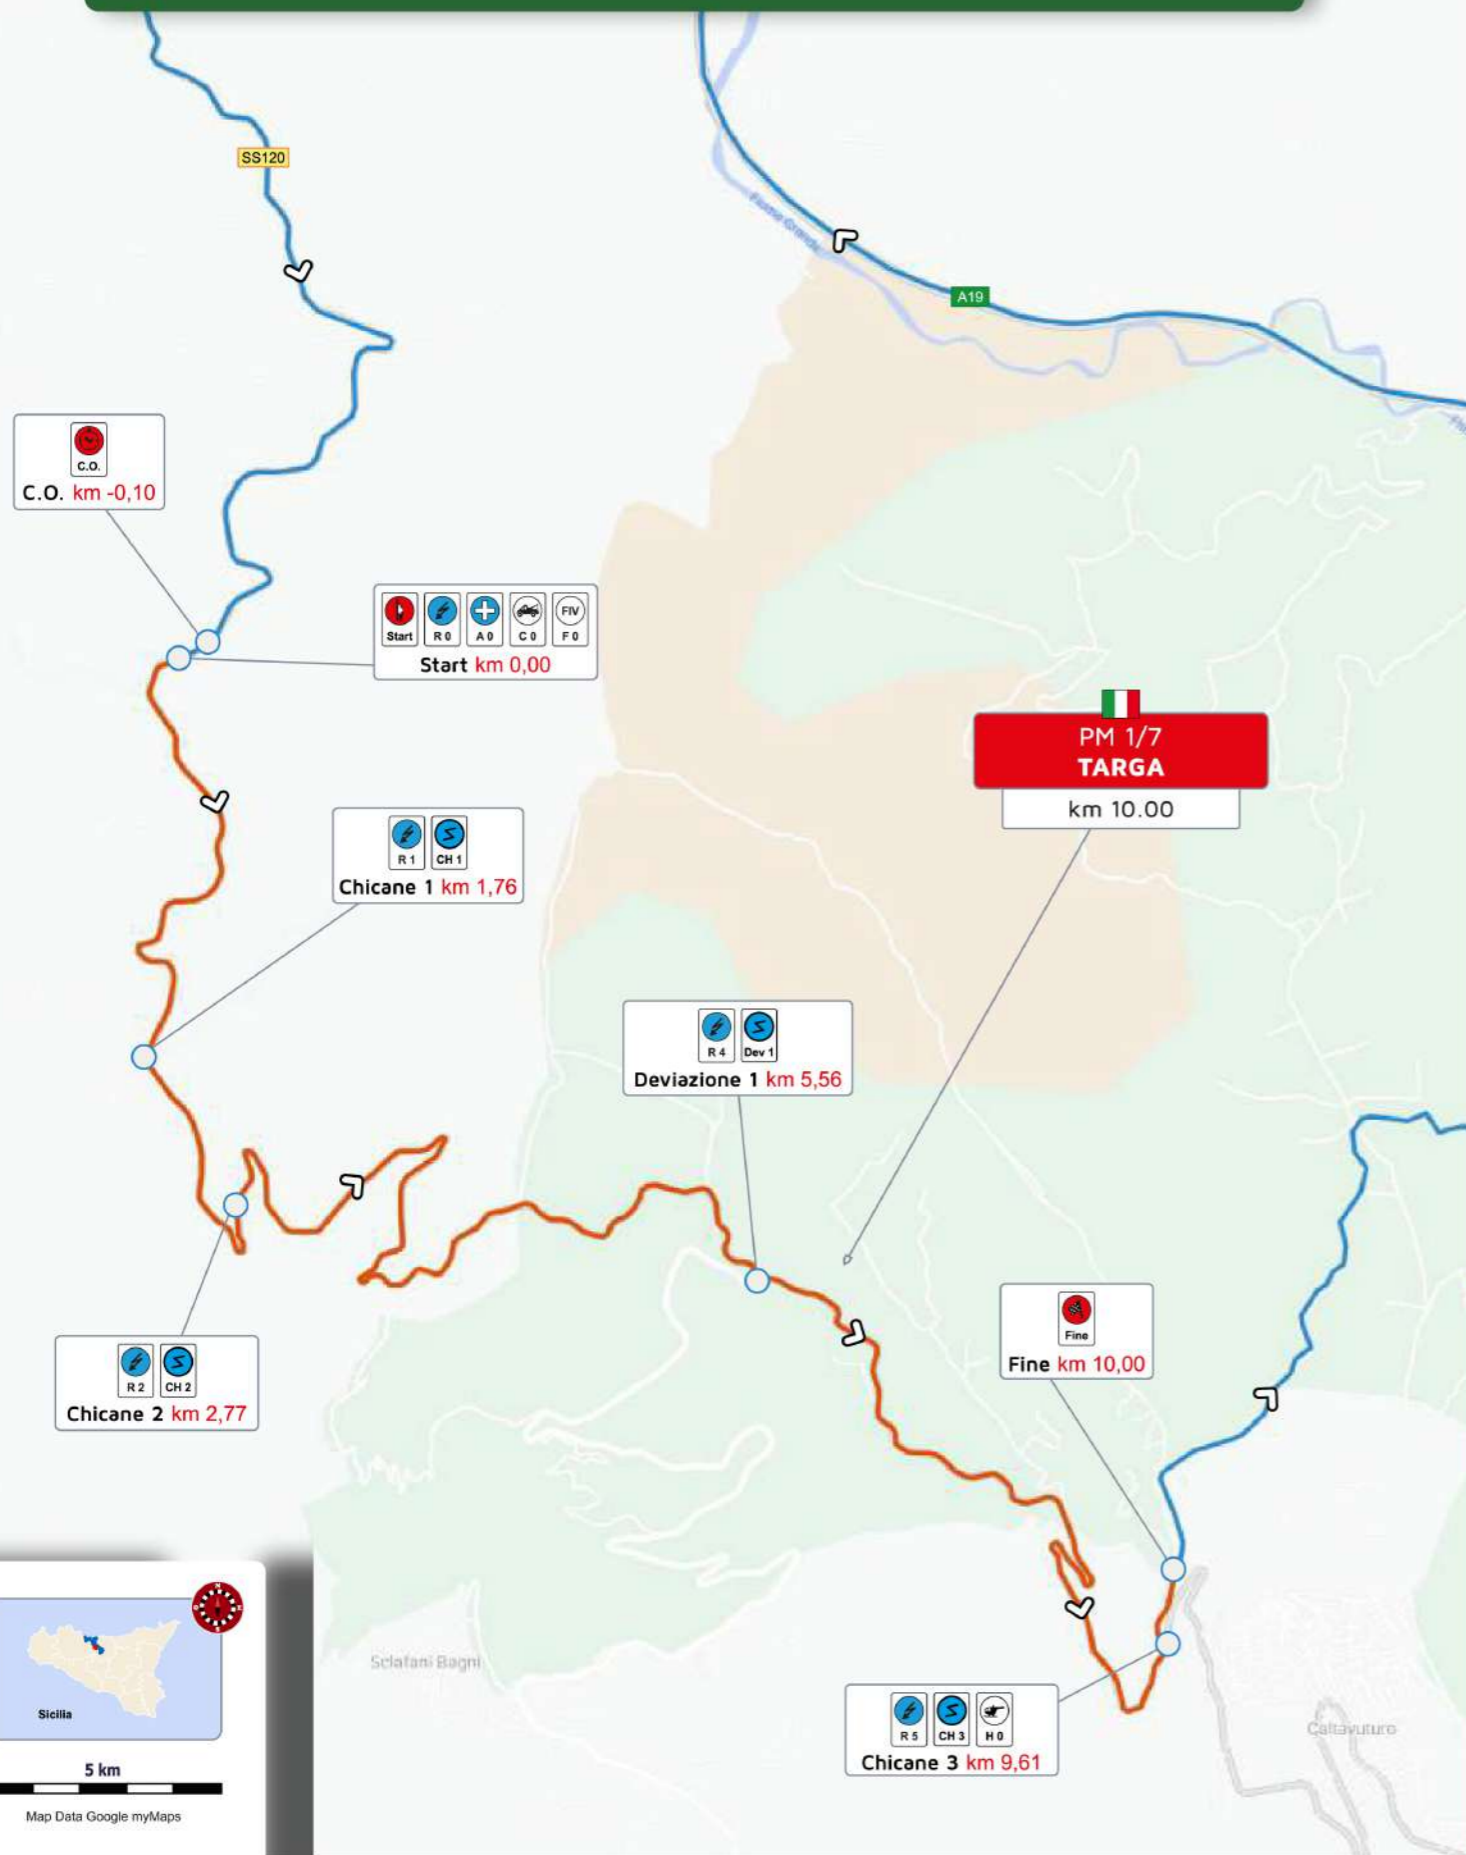 SS120
Fiume Grande
A19
C.O.
C.O. km -0,10
Start
R 0
A 0
C 0
FIV
F 0
Start km 0,00
PM 1/7
TARGA
km 10.00
R 1
CH 1
Chicane 1 km 1,76
R 4
Dev 1
Deviazione 1 km 5,56
Fine
Fine km 10,00
R 2
CH 2
Chicane 2 km 2,77
Sclafani Bagni
Sicilia
R 5
CH 3
H 0
Chicane 3 km 9,61
Caltavuturo
5 km
Map Data Google myMaps